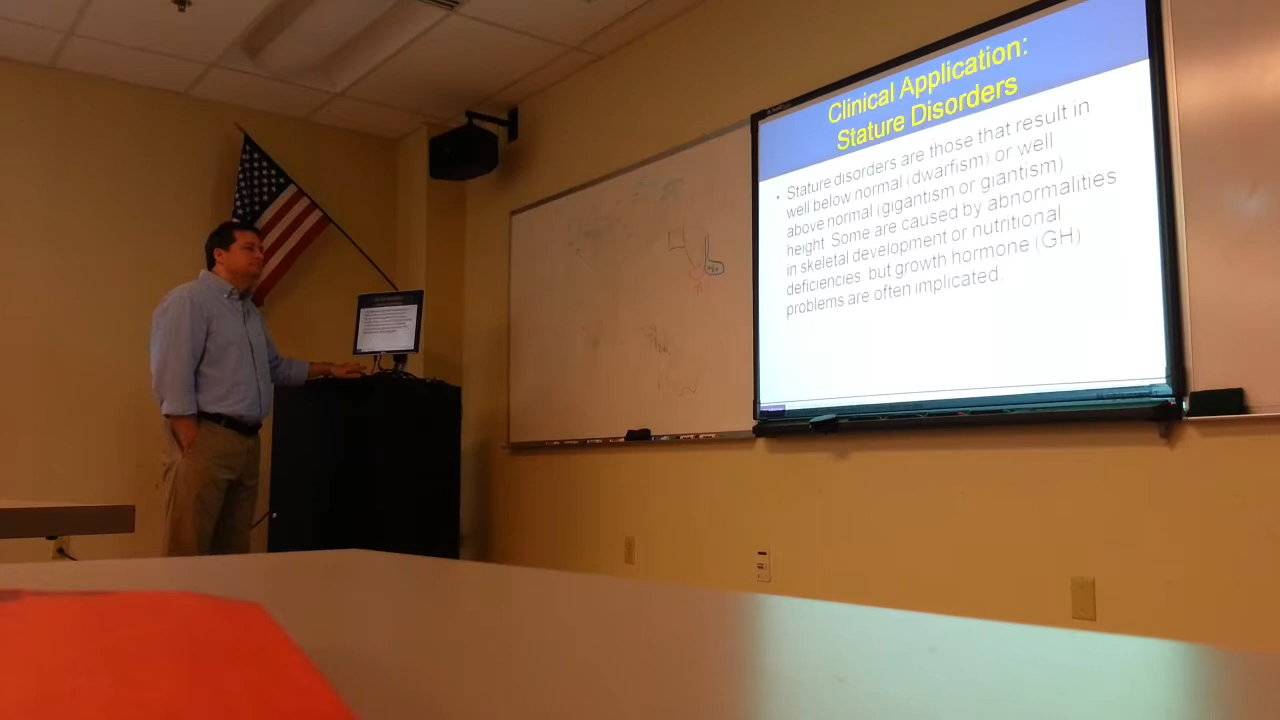 Clinical Application:
Stature Disorders
• Stature disorders are those that result in
well below normal (dwarfism) or well
above normal (gigantism or giantism)
height. Some are caused by abnormalities
in skeletal development or nutritional
deficiencies, but growth hormone (GH)
problems are often implicated.